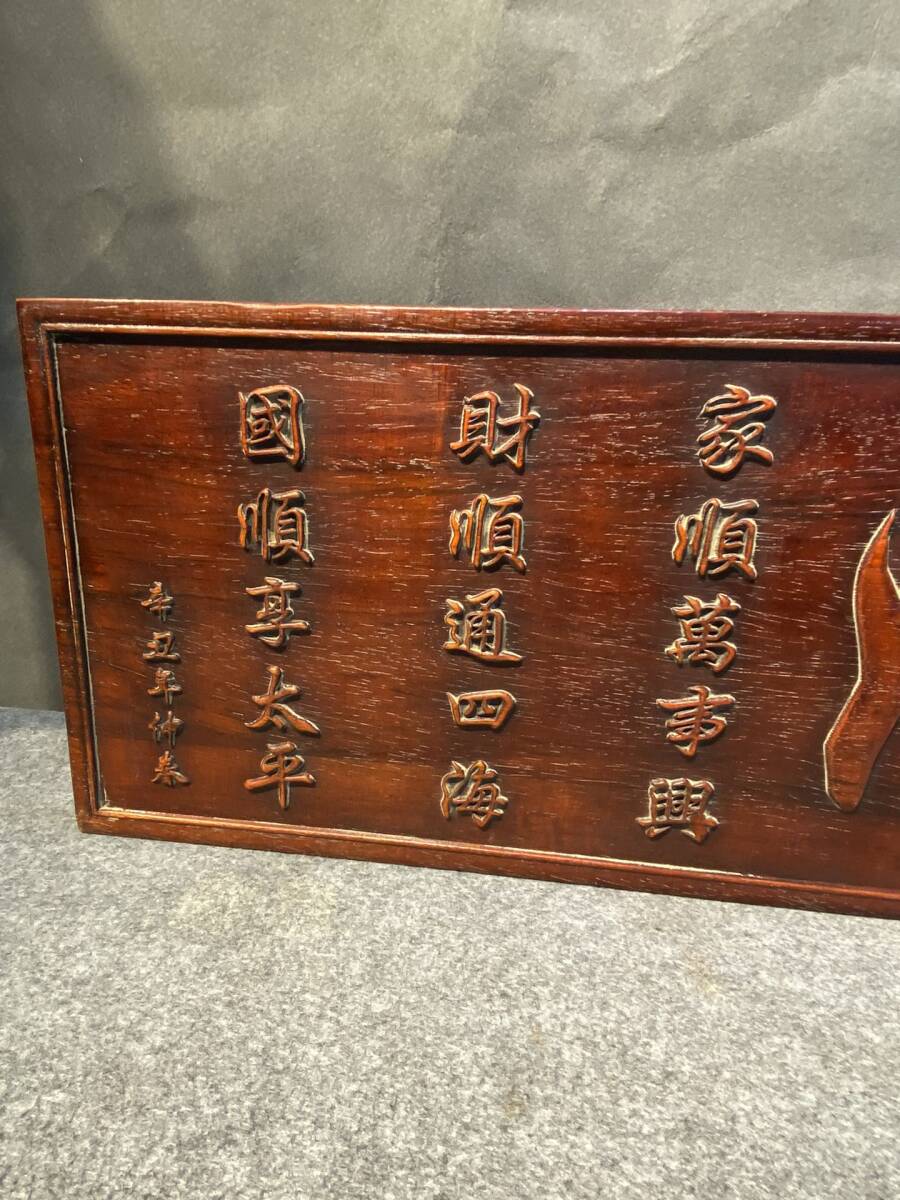 家順萬事興
財順通四海
國順享太平
辛丑年仲春